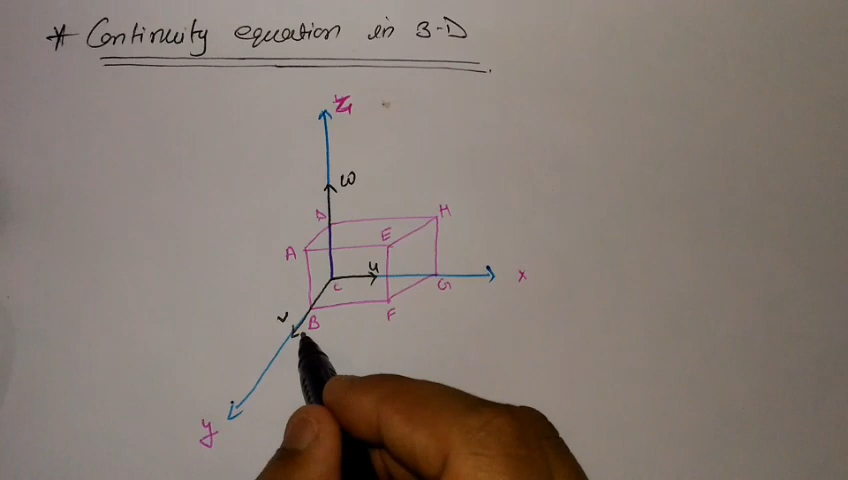 * Continuity equation in 3-D
Z
ω
D
H
A
E
u
x
C
G
v
B
F
y